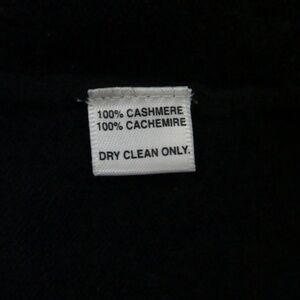 100% CASHMERE
100% CACHEMIRE
DRY CLEAN ONLY.